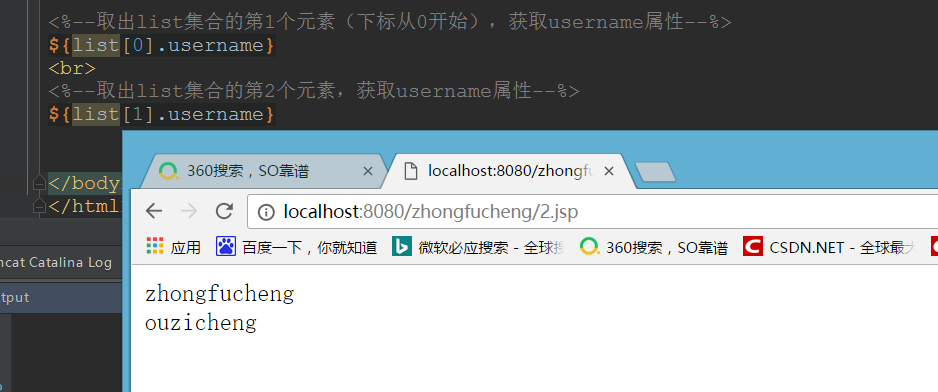 <%--取出list集合的第1个元素（下标从0开始），获取username属性--%>
${list[0].username}
<br>
<%--取出list集合的第2个元素，获取username属性--%>
${list[1].username}
</body
</html
360搜索，SO靠谱
localhost:8080/zhongfu
localhost:8080/zhongfucheng/2.jsp
应用 百度一下，你就知道 微软必应搜索 - 全球搜 360搜索，SO靠谱 CSDN.NET - 全球最大
ncat Catalina Log
tput
zhongfucheng
ouzicheng